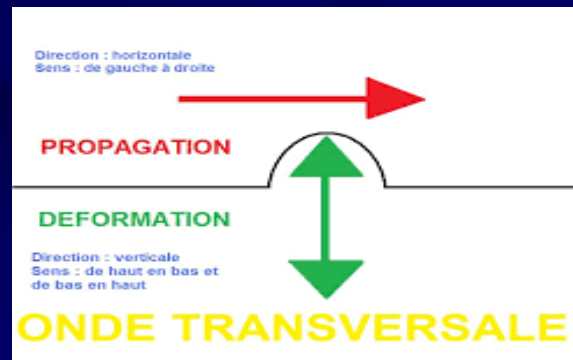 Direction : horizontale
Sens : de gauche à droite
PROPAGATION
DEFORMATION
Direction : verticale
Sens : de haut en bas et
de bas en haut
ONDE TRANSVERSALE